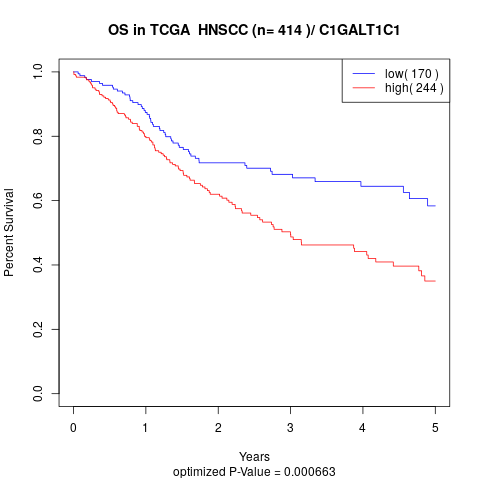 OS in TCGA  HNSCC (n= 414 )/ C1GALT1C1
low( 170 )
high( 244 )
Percent Survival
1.0
0.8
0.6
0.4
0.2
0.0
0 1 2 3 4 5
Years
optimized P-Value = 0.000663